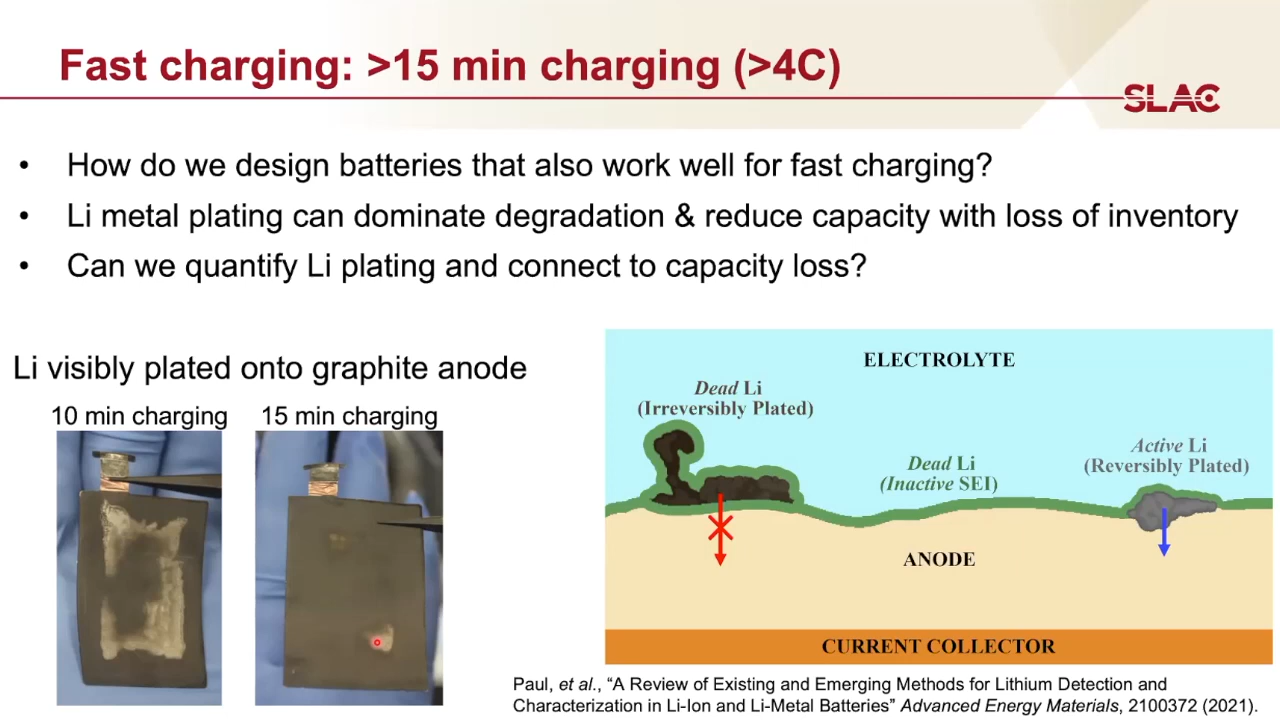 Fast charging: >15 min charging (>4C)
SLAC
• How do we design batteries that also work well for fast charging?
• Li metal plating can dominate degradation & reduce capacity with loss of inventory
• Can we quantify Li plating and connect to capacity loss?
Li visibly plated onto graphite anode
10 min charging
15 min charging
ELECTROLYTE
Dead Li
(Irreversibly Plated)
Dead Li
(Inactive SEI)
Active Li
(Reversibly Plated)
ANODE
CURRENT COLLECTOR
Paul, et al., “A Review of Existing and Emerging Methods for Lithium Detection and
Characterization in Li-Ion and Li-Metal Batteries” Advanced Energy Materials, 2100372 (2021).